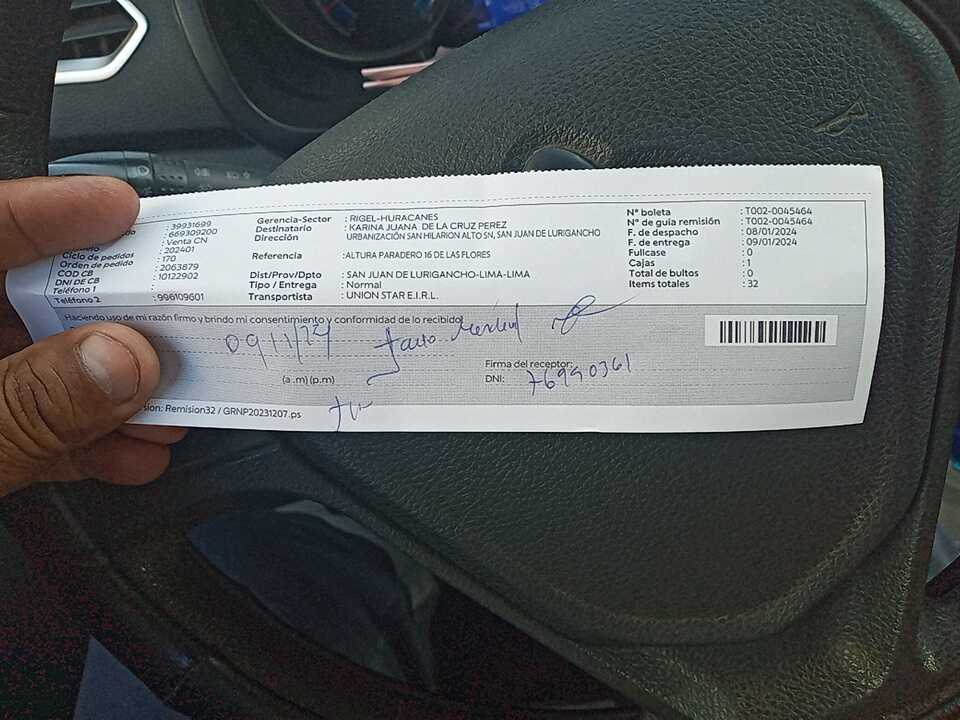 : 39931699
: 669309200
: Venta CN
Ciclo de pedidos : 202401
Orden de pedido : 170
COD CB : 2063879
DNI DE CB : 10122902
Teléfono 1 :
Teléfono 2 : 996109601
Gerencia-Sector : RIGEL-HURACANES
Destinatario : KARINA JUANA DE LA CRUZ PEREZ
Dirección URBANIZACIÓN SAN HILARION ALTO SN, SAN JUAN DE LURIGANCHO
Referencia :ALTURA PARADERO 16 DE LAS FLORES
Dist/Prov/Dpto : SAN JUAN DE LURIGANCHO-LIMA-LIMA
Tipo / Entrega : Normal
Transportista : UNION STAR E.I.R.L.
N° boleta : T002-0045464
N° de guía remisión : T002-0045464
F. de despacho : 08/01/2024
F. de entrega : 09/01/2024
Fullcase : 0
Cajas : 1
Total de bultos : 0
Items totales : 32
Haciendo uso de mi razón firmo y brindo mi consentimiento y conformidad de lo recibido
09/1/24
(a .m) (p.m)
Firma del receptor:
DNI: 76990361
sion: Remision32 / GRNP20231207.ps